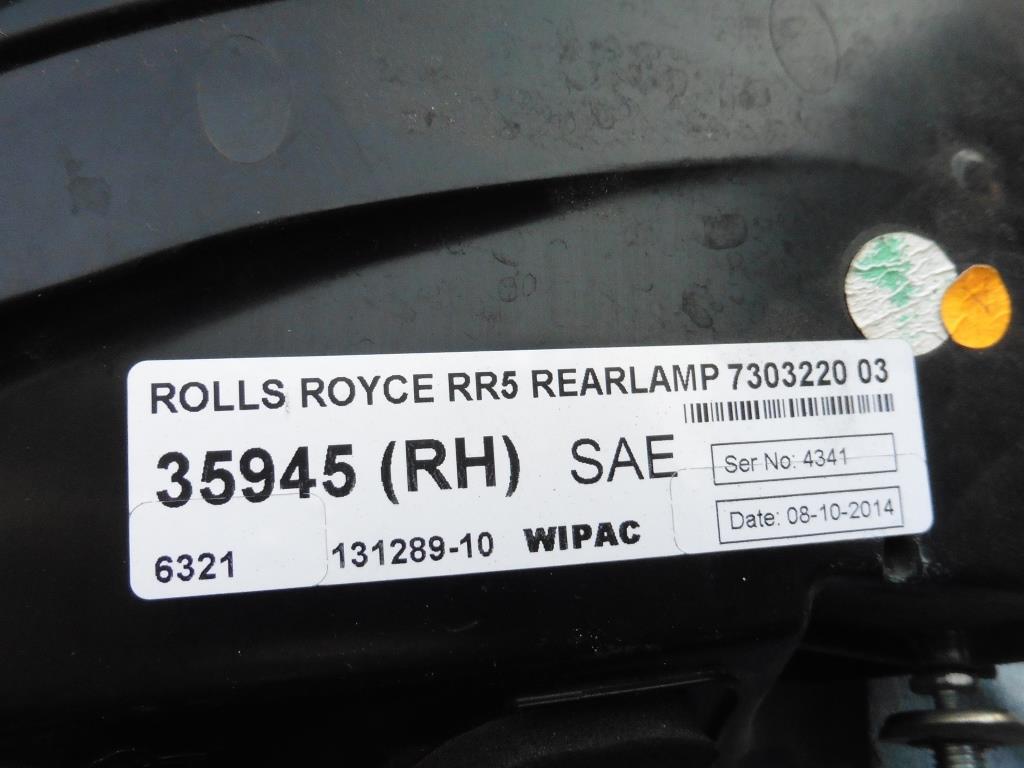 ROLLS ROYCE RR5 REARLAMP 7303220 03
35945 (RH) SAE
Ser No: 4341
Date: 08-10-2014
6321 131289-10 WIPAC